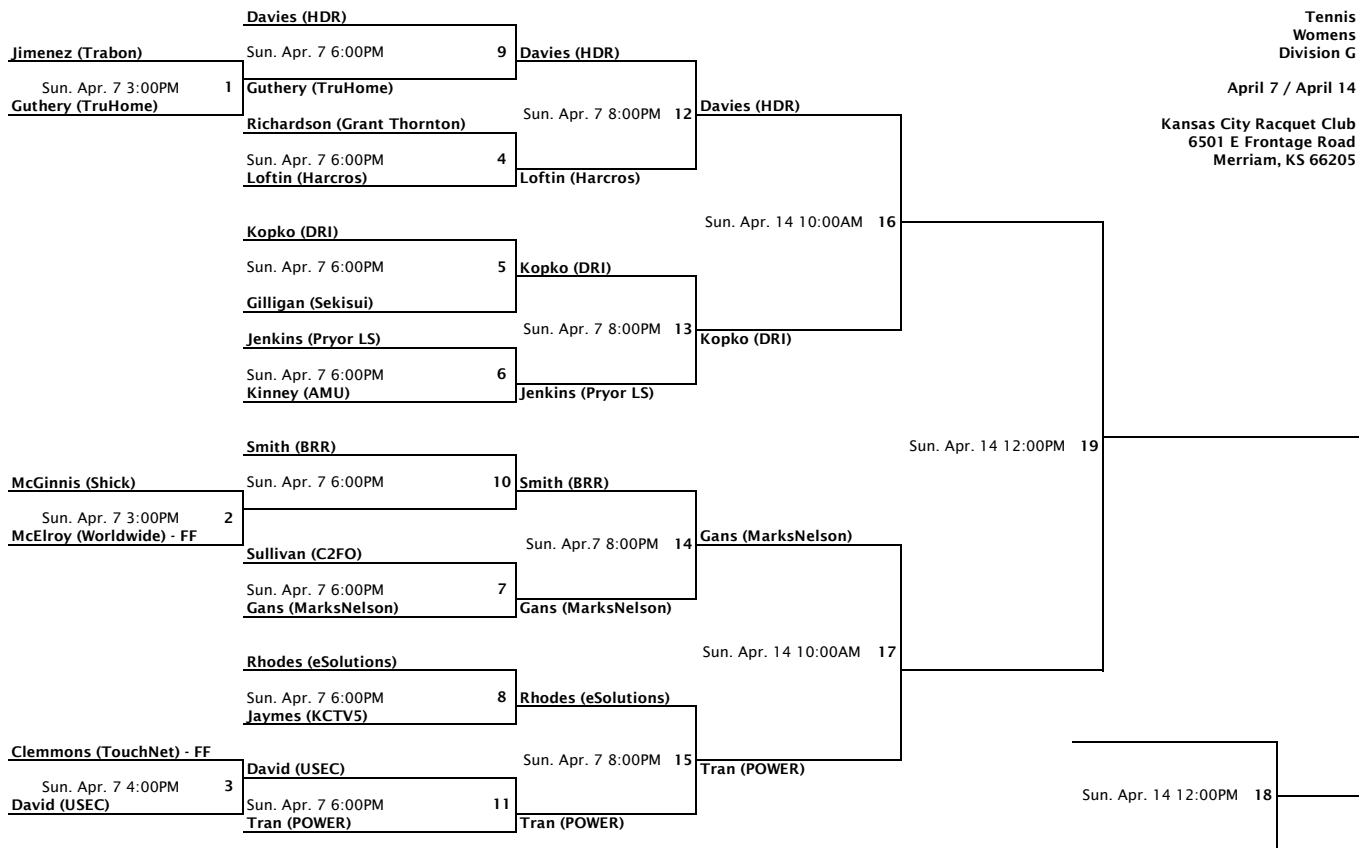 Davies (HDR)
Tennis
Womens
Division G
April 7 / April 14
Kansas City Racquet Club
6501 E Frontage Road
Merriam, KS 66205
Jimenez (Trabon)
Sun. Apr. 7 6:00PM 9 Davies (HDR)
Sun. Apr. 7 3:00PM 1 Guthery (TruHome)
Guthery (TruHome)
Sun. Apr. 7 8:00PM 12 Davies (HDR)
Richardson (Grant Thornton)
Sun. Apr. 7 6:00PM 4
Loftin (Harcros) Loftin (Harcros)
Sun. Apr. 14 10:00AM 16
Kopko (DRI)
Sun. Apr. 7 6:00PM 5 Kopko (DRI)
Gilligan (Sekisui)
Sun. Apr. 7 8:00PM 13 Kopko (DRI)
Jenkins (Pryor LS)
Sun. Apr. 7 6:00PM 6
Kinney (AMU) Jenkins (Pryor LS)
Sun. Apr. 14 12:00PM 19
Smith (BRR)
McGinnis (Shick) Sun. Apr. 7 6:00PM 10 Smith (BRR)
Sun. Apr. 7 3:00PM 2
McElroy (Worldwide) - FF
Sun. Apr.7 8:00PM 14 Gans (MarksNelson)
Sullivan (C2FO)
Sun. Apr. 7 6:00PM 7
Gans (MarksNelson) Gans (MarksNelson)
Sun. Apr. 14 10:00AM 17
Rhodes (eSolutions)
Sun. Apr. 7 6:00PM 8 Rhodes (eSolutions)
Jaymes (KCTV5)
Clemmons (TouchNet) - FF
Sun. Apr. 7 8:00PM 15 Tran (POWER)
David (USEC)
Sun. Apr. 7 4:00PM 3
David (USEC) Sun. Apr. 7 6:00PM 11
Tran (POWER) Tran (POWER)
Sun. Apr. 14 12:00PM 18